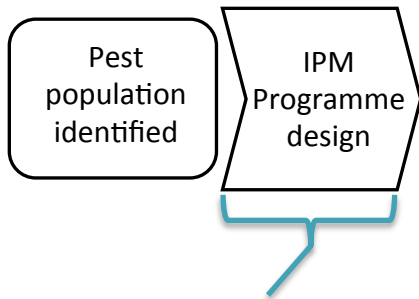 Pest
population
identified
IPM
Programme
design